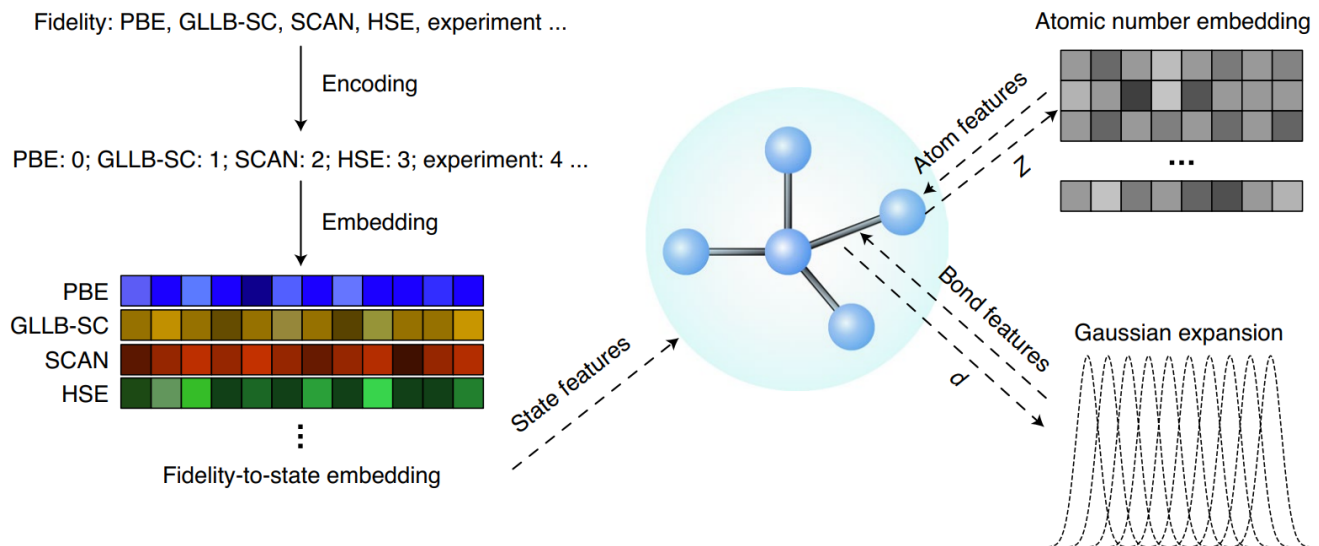 Fidelity: PBE, GLLB-SC, SCAN, HSE, experiment ...
Encoding
PBE: 0; GLLB-SC: 1; SCAN: 2; HSE: 3; experiment: 4 ...
Embedding
PBE
GLLB-SC
SCAN
HSE
Fidelity-to-state embedding
State features
Atomic number embedding
Atom features
Z
...
Bond features
d
Gaussian expansion